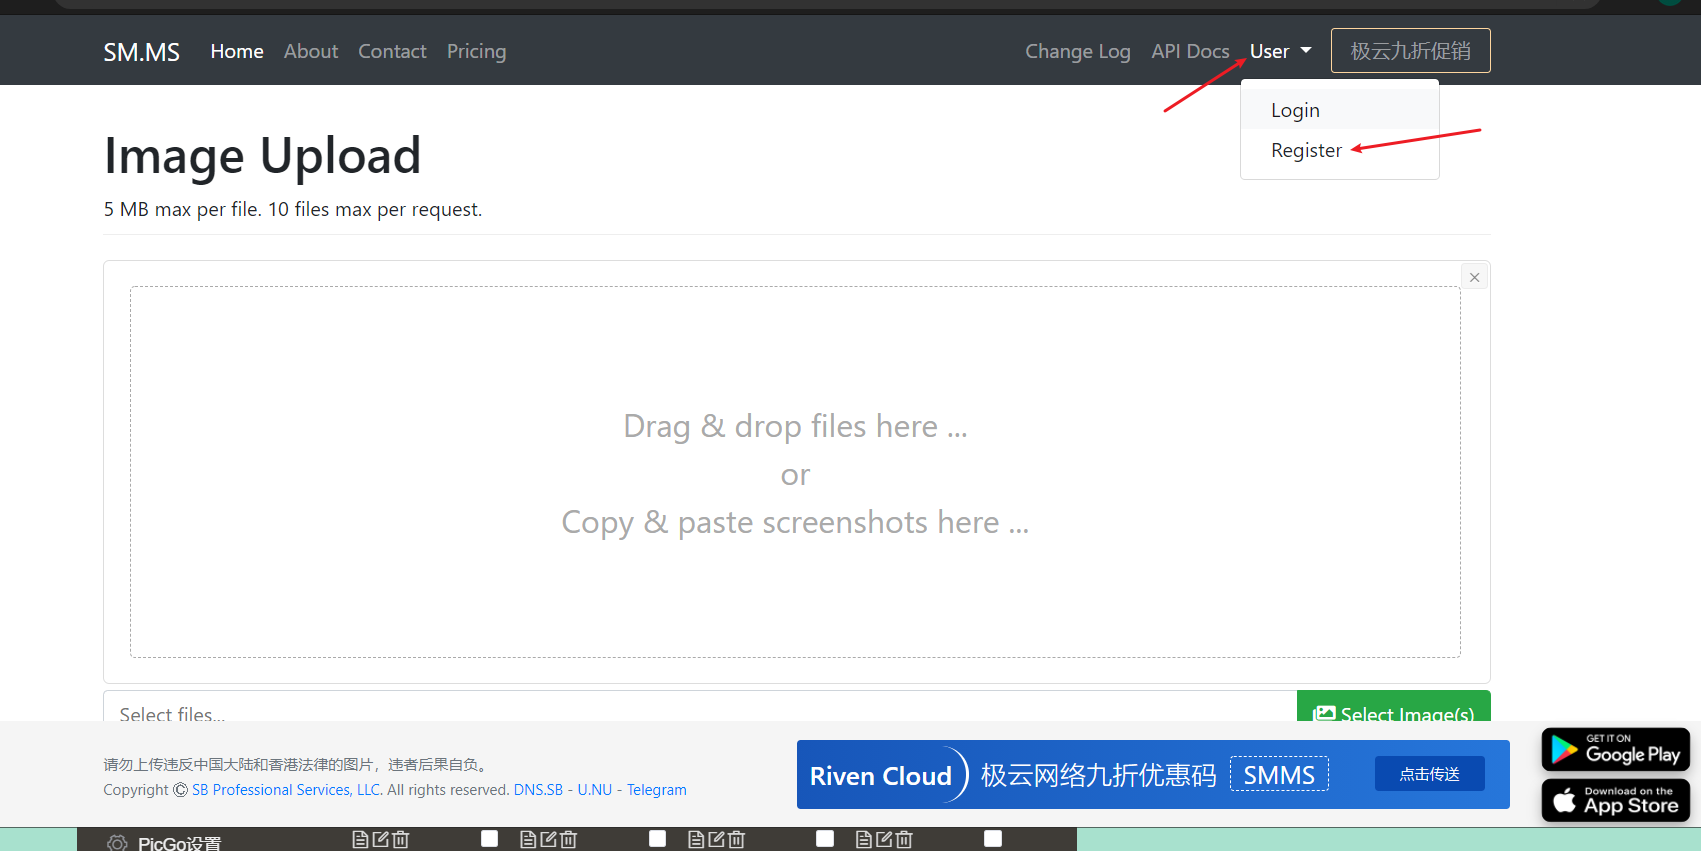 SM.MS Home About Contact Pricing Change Log API Docs User 极云九折促销
Login
Register
Image Upload
5 MB max per file. 10 files max per request.
Drag & drop files here ...
or
Copy & paste screenshots here ...
Select files...
Select Image(s)
请勿上传违反中国大陆和香港法律的图片，违者后果自负。
Copyright © SB Professional Services, LLC. All rights reserved. DNS.SB - U.NU - Telegram
Riven Cloud 极云网络九折优惠码 SMMS 点击传送
GET IT ON
Google Play
Download on the
App Store
PicGo设置